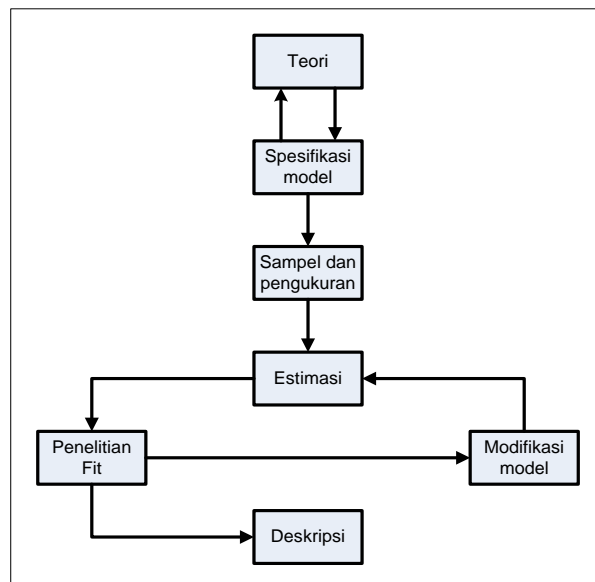 Teori
Spesifikasi
model
Sampel dan
pengukuran
Estimasi
Penelitian
Fit
Modifikasi
model
Deskripsi